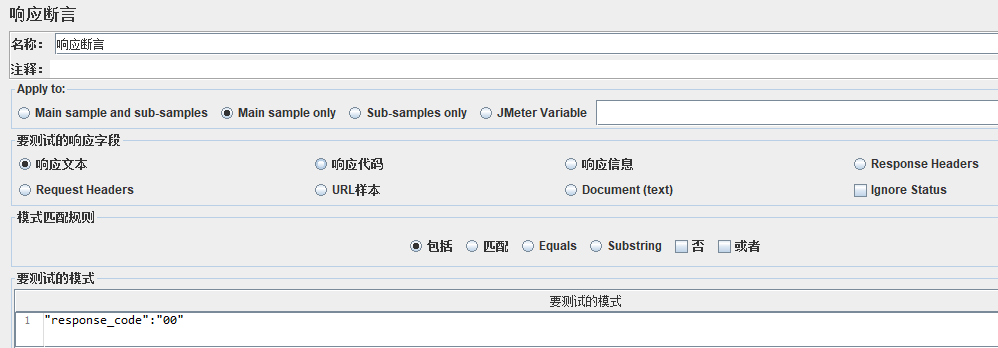 响应断言
名称： 响应断言
注释：
Apply to:
Main sample and sub-samples Main sample only Sub-samples only JMeter Variable
要测试的响应字段
响应文本 响应代码 响应信息 Response Headers
Request Headers URL样本 Document (text) Ignore Status
模式匹配规则
包括 匹配 Equals Substring 否 或者
要测试的模式
要测试的模式
1 "response_code":"00"